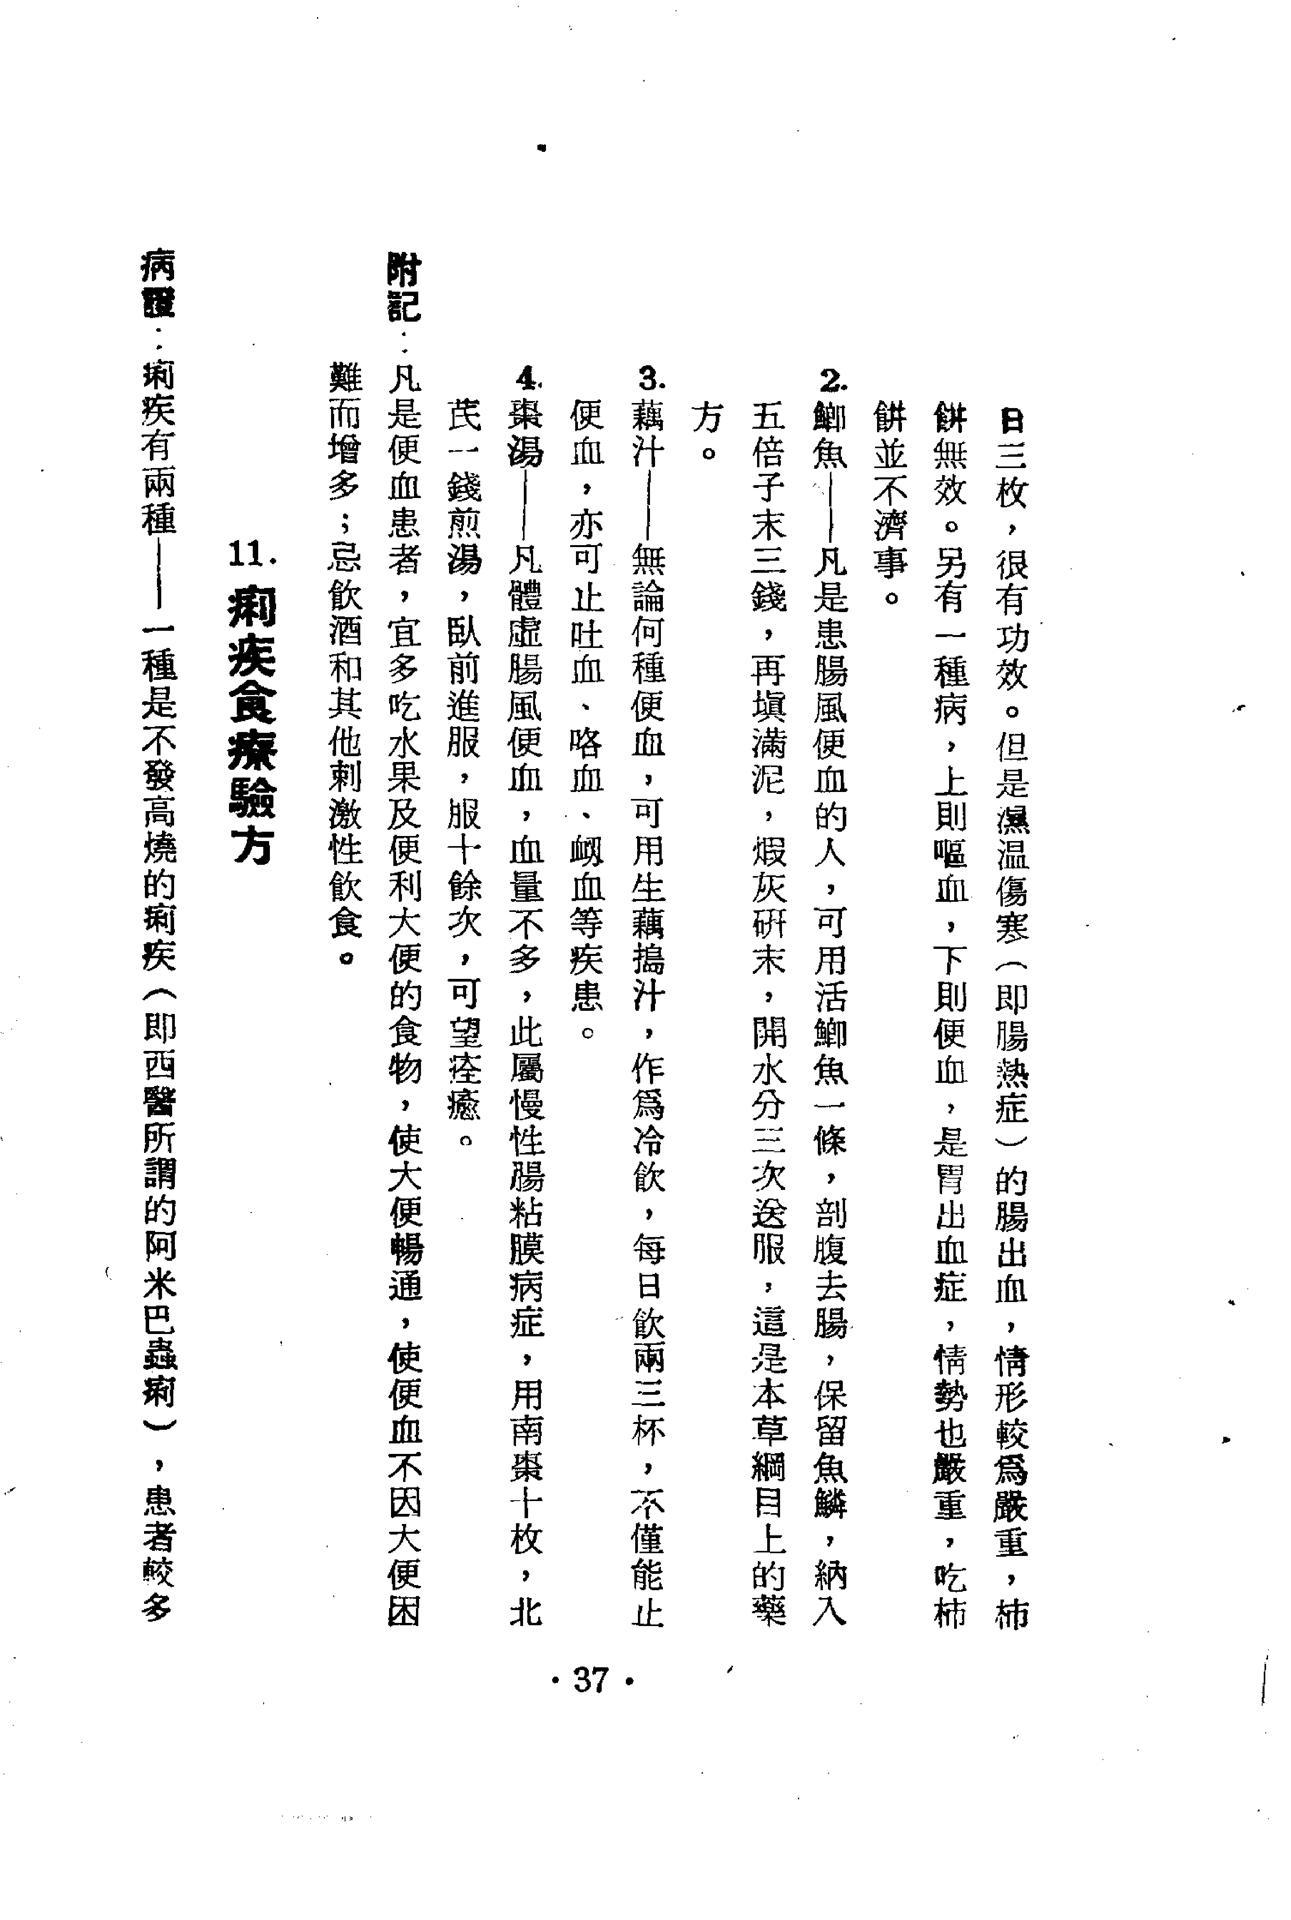 日三枚，很有功效。但是濕温傷寒（即腸熱症）的腸出血，情形較爲嚴重，柿
餅無效。另有一種病，上則嘔血，下則便血，是胃出血症，情勢也嚴重，吃柿
餅並不濟事。
2. 鯽魚——凡是患腸風便血的人，可用活鯽魚一條，剖腹去腸，保留魚鱗，納入
五倍子末三錢，再填滿泥，煅灰研末，開水分三次送服，這是本草綱目上的藥
方。
3. 藕汁——無論何種便血，可用生藕搗汁，作爲冷飲，每日飲兩三杯，不僅能止
便血，亦可止吐血、咯血、衂血等疾患。
4. 棗湯——凡體虛腸風便血，血量不多，此屬慢性腸粘膜病症，用南棗十枚，北
芪一錢煎湯，臥前進服，服十餘次，可望痊癒。
附記：凡是便血患者，宜多吃水果及便利大便的食物，使大便暢通，使便血不因大便困
難而增多；忌飲酒和其他刺激性飲食。
11. 痢疾食療驗方
病證：痢疾有兩種——一種是不發高燒的痢疾（即西醫所謂的阿米巴蟲痢），患者較多
·37·